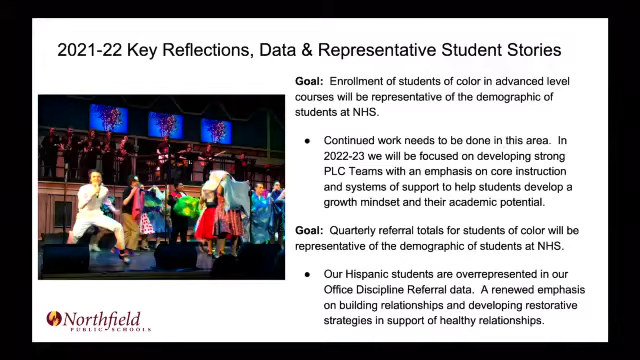 2021-22 Key Reflections, Data & Representative Student Stories
Goal: Enrollment of students of color in advanced level
courses will be representative of the demographic of
students at NHS.
● Continued work needs to be done in this area. In
2022-23 we will be focused on developing strong
PLC Teams with an emphasis on core instruction
and systems of support to help students develop a
growth mindset and their academic potential.
Goal: Quarterly referral totals for students of color will be
representative of the demographic of students at NHS.
● Our Hispanic students are overrepresented in our
Office Discipline Referral data. A renewed emphasis
on building relationships and developing restorative
strategies in support of healthy relationships.
Northfield
PUBLIC SCHOOLS